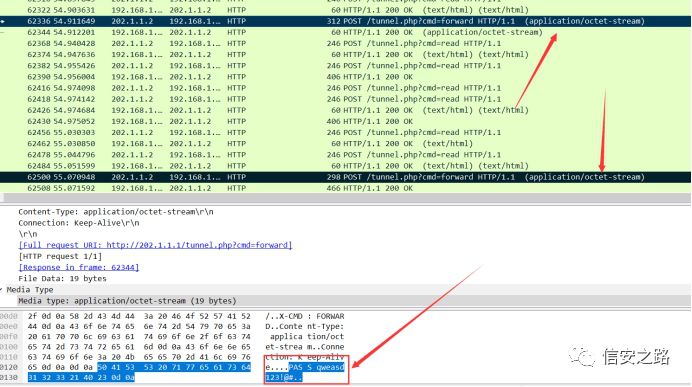 62322 54.903631 202.1.1.2 192.168.1.… HTTP 60 HTTP/1.1 200 OK (text/html) (text/html)
62336 54.911649 202.1.1.2 192.168.1.… HTTP 312 POST /tunnel.php?cmd=forward HTTP/1.1 (application/octet-stream)
62344 54.912201 192.168.1… 202.1.1.2 HTTP 60 HTTP/1.1 200 OK (application/octet-stream)
62368 54.940428 202.1.1.2 192.168.1.… HTTP 246 POST /tunnel.php?cmd=read HTTP/1.1
62374 54.947636 192.168.1… 202.1.1.2 HTTP 60 HTTP/1.1 200 OK (text/html) (text/html)
62382 54.955426 202.1.1.2 192.168.1.… HTTP 246 POST /tunnel.php?cmd=read HTTP/1.1
62390 54.956004 192.168.1… 202.1.1.2 HTTP 406 HTTP/1.1 200 OK
62416 54.974098 202.1.1.2 192.168.1.… HTTP 246 POST /tunnel.php?cmd=read HTTP/1.1
62418 54.974142 202.1.1.2 192.168.1.… HTTP 246 POST /tunnel.php?cmd=read HTTP/1.1
62426 54.974684 192.168.1… 202.1.1.2 HTTP 60 HTTP/1.1 200 OK (text/html) (text/html)
62430 54.975052 192.168.1… 202.1.1.2 HTTP 406 HTTP/1.1 200 OK
62456 55.030303 202.1.1.2 192.168.1.… HTTP 246 POST /tunnel.php?cmd=read HTTP/1.1
62462 55.030850 192.168.1… 202.1.1.2 HTTP 60 HTTP/1.1 200 OK (text/html) (text/html)
62478 55.044796 202.1.1.2 192.168.1.… HTTP 246 POST /tunnel.php?cmd=read HTTP/1.1
62484 55.051599 192.168.1… 202.1.1.2 HTTP 60 HTTP/1.1 200 OK (text/html) (text/html)
62500 55.070948 202.1.1.2 192.168.1.… HTTP 298 POST /tunnel.php?cmd=forward HTTP/1.1 (application/octet-stream)
62508 55.071592 192.168.1… 202.1.1.2 HTTP 466 HTTP/1.1 200 OK
Content-Type: application/octet-stream\r\n
Connection: Keep-Alive\r\n
\r\n
[Full request URI: http://202.1.1.1/tunnel.php?cmd=forward]
[HTTP request 1/1]
[Response in frame: 62344]
File Data: 19 bytes
Media Type
Media type: application/octet-stream (19 bytes)
00d0 2f 0d 0a 58 2d 43 4d 44 3a 20 46 4f 52 57 41 52 /..X-CMD : FORWAR
00e0 44 0d 0a 43 6f 6e 74 65 6e 74 2d 54 79 70 65 3a D..Conte nt-Type:
00f0 20 61 70 70 6c 69 63 61 74 69 6f 6e 2f 6f 63 74 applica tion/oct
0100 65 74 2d 73 74 72 65 61 6d 0d 0a 43 6f 6e 6e 65 et-strea m..Conne
0110 63 74 69 6f 6e 3a 20 4b 65 65 70 2d 41 6c 69 76 ction: K eep-Aliv
0120 65 0d 0a 0d 0a 50 41 53 53 20 71 77 65 61 73 64 e....PAS S qweasd
0130 31 32 33 21 40 23 0d 0a 123!@#..
信安之路